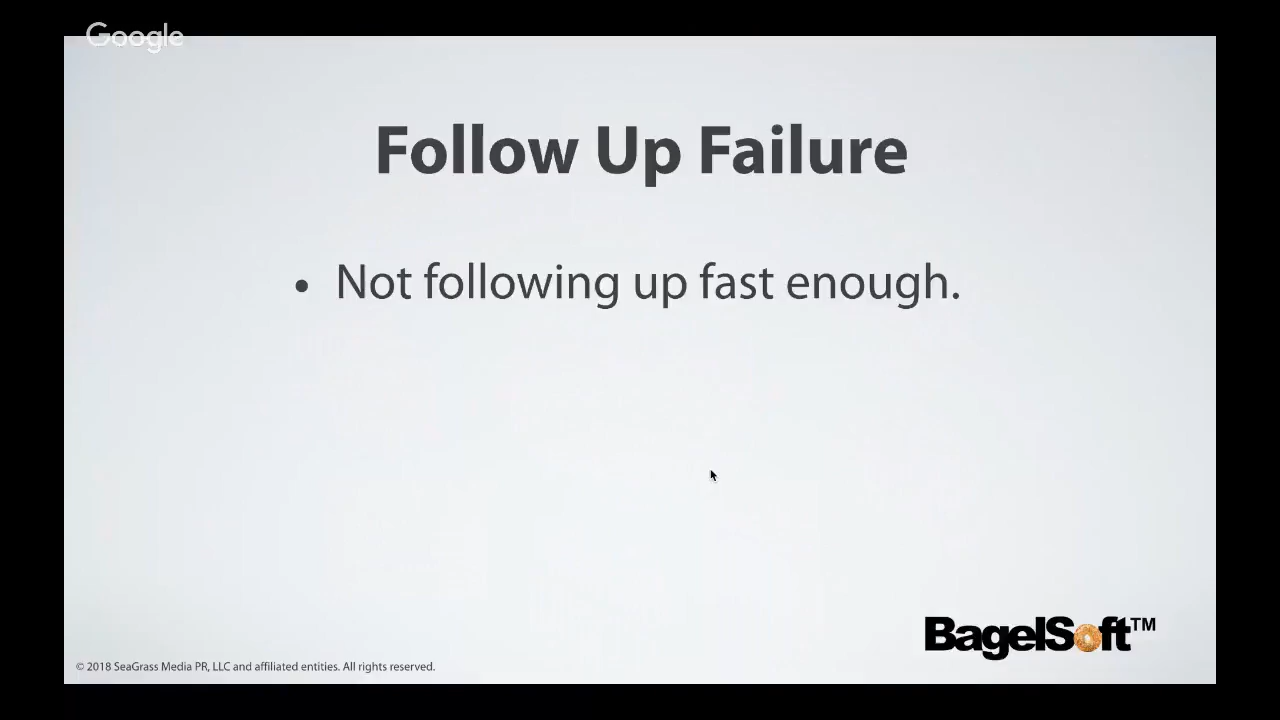 Google
Follow Up Failure
• Not following up fast enough.
BagelSoft™
© 2018 SeaGrass Media PR, LLC and affiliated entities. All rights reserved.